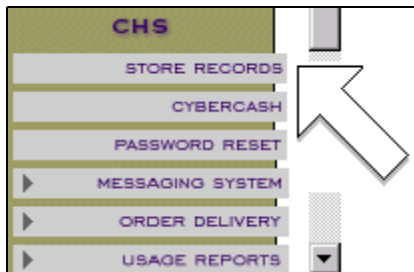 CHS
STORE RECORDS
CYBERCASH
PASSWORD RESET
MESSAGING SYSTEM
ORDER DELIVERY
USAGE REPORTS